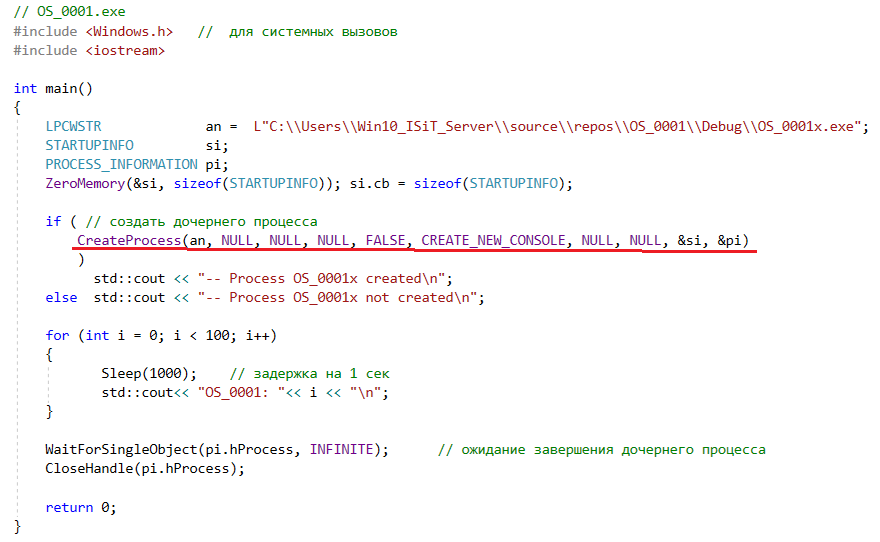 // OS_0001.exe
#include <Windows.h>   //  для системных вызовов
#include <iostream>
int main()
{
    LPCWSTR             an =  L"C:\\Users\\Win10_ISiT_Server\\source\\repos\\OS_0001\\Debug\\OS_0001x.exe";
    STARTUPINFO         si;
    PROCESS_INFORMATION pi;
    ZeroMemory(&si, sizeof(STARTUPINFO)); si.cb = sizeof(STARTUPINFO);
    if ( // создать дочернего процесса
        CreateProcess(an, NULL, NULL, NULL, FALSE, CREATE_NEW_CONSOLE, NULL, NULL, &si, &pi)
        )
          std::cout << "-- Process OS_0001x created\n";
    else  std::cout << "-- Process OS_0001x not created\n";
    for (int i = 0; i < 100; i++)
    {
           Sleep(1000);    // задержка на 1 сек
           std::cout<< "OS_0001: "<< i << "\n";
    }
    WaitForSingleObject(pi.hProcess, INFINITE);      // ожидание завершения дочернего процесса
    CloseHandle(pi.hProcess);
    return 0;
}